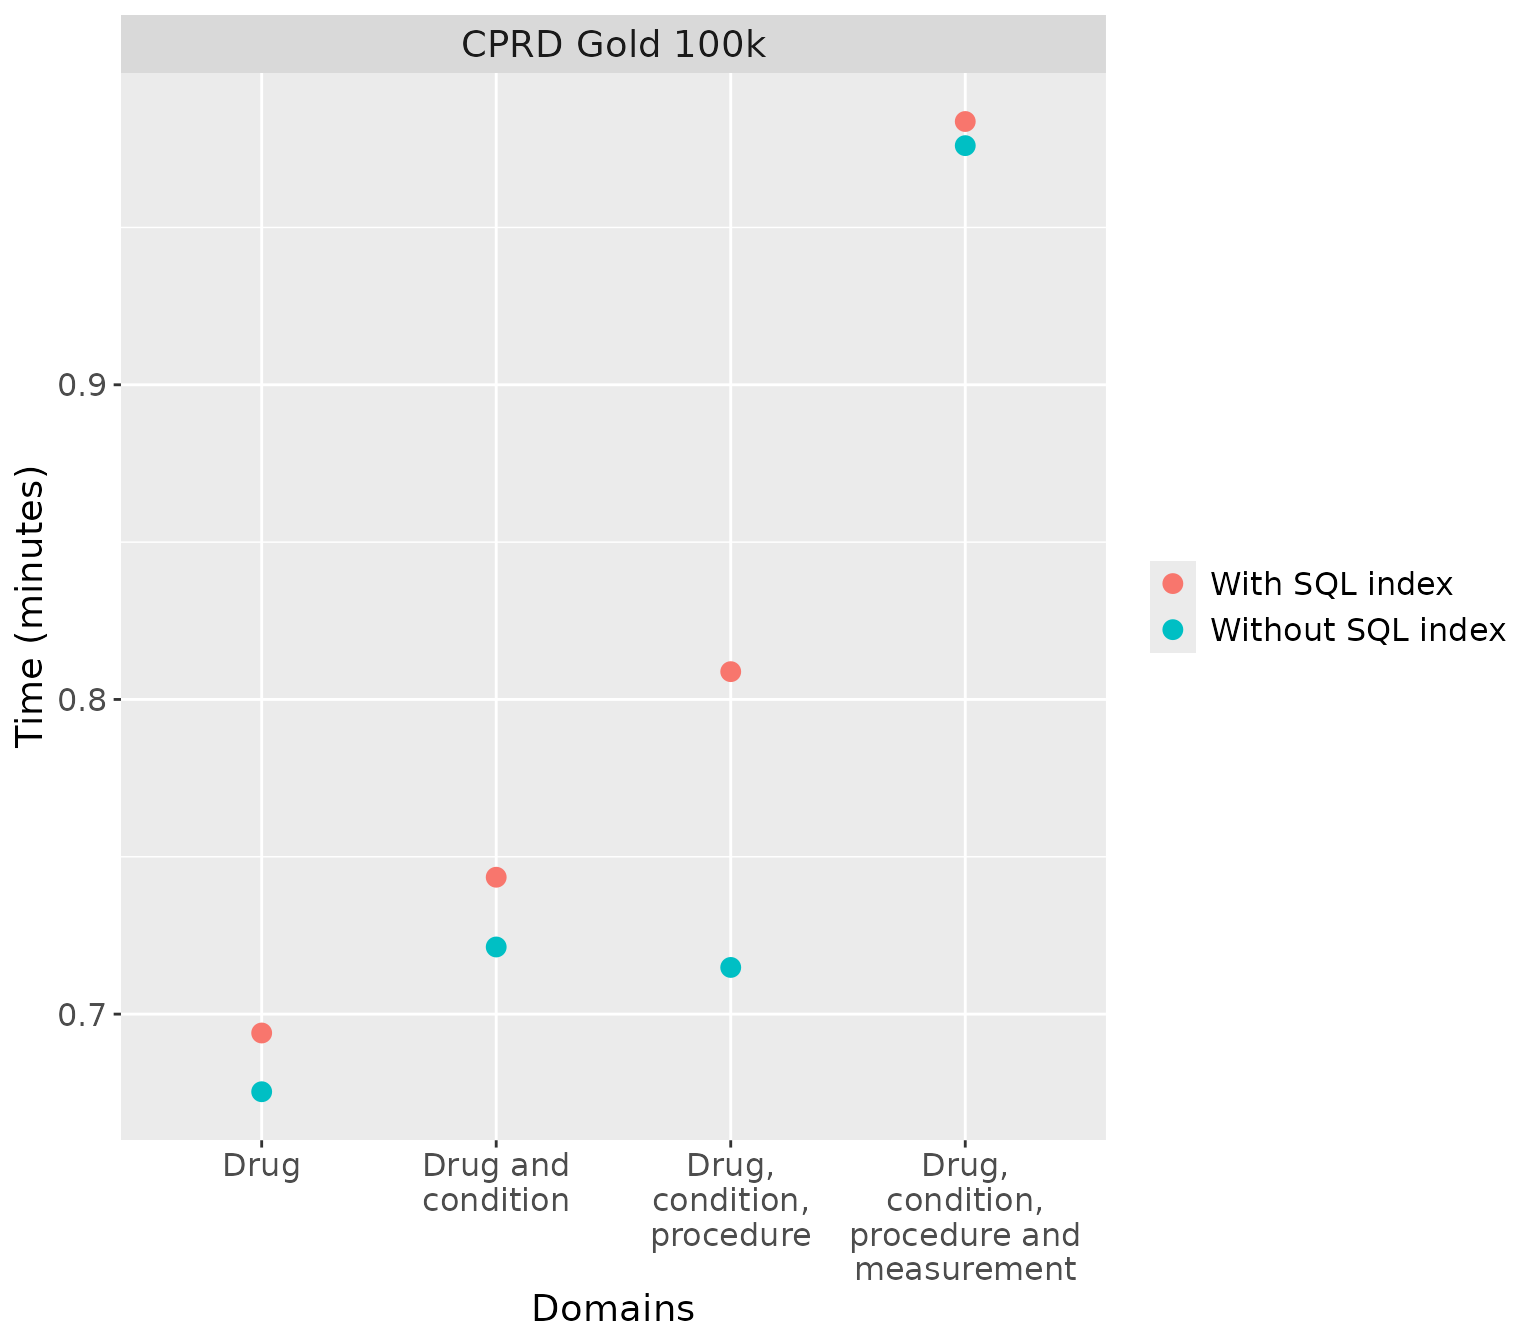 CPRD Gold 100k
Time (minutes)
0.9
0.8
0.7
With SQL index
Without SQL index
Drug
Drug and
condition
Drug,
condition,
procedure
Drug,
condition,
procedure and
measurement
Domains